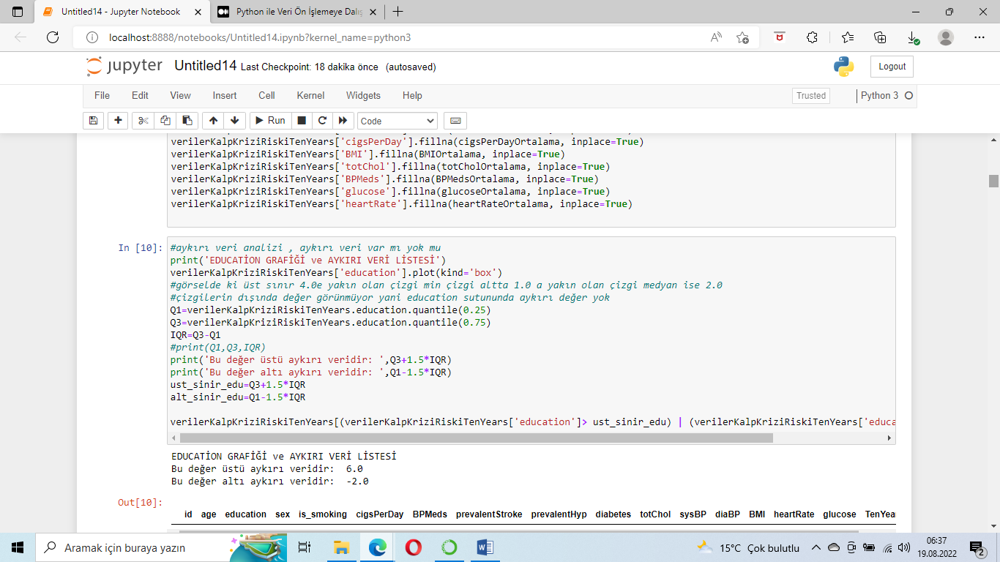 Untitled14 - Jupyter Notebook
Python ile Veri Ön İşlemeye Dalış
localhost:8888/notebooks/Untitled14.ipynb?kernel_name=python3
jupyter Untitled14 Last Checkpoint: 18 dakika önce (autosaved)
Logout
File Edit View Insert Cell Kernel Widgets Help
Trusted
Python 3
Run
Code
verilerKalpKriziRiskiTenYears['cigsPerDay'].fillna(cigsPerDayOrtalama, inplace=True)
verilerKalpKriziRiskiTenYears['BMI'].fillna(BMIOrtalama, inplace=True)
verilerKalpKriziRiskiTenYears['totChol'].fillna(totCholOrtalama, inplace=True)
verilerKalpKriziRiskiTenYears['BPMeds'].fillna(BPMedsOrtalama, inplace=True)
verilerKalpKriziRiskiTenYears['glucose'].fillna(glucoseOrtalama, inplace=True)
verilerKalpKriziRiskiTenYears['heartRate'].fillna(heartRateOrtalama, inplace=True)
In [10]:
#aykırı veri analizi , aykırı veri var mı yok mu
print('EDUCATİON GRAFİĞİ ve AYKIRI VERİ LİSTESİ')
verilerKalpKriziRiskiTenYears['education'].plot(kind='box')
#görselde ki üst sınır 4.0e yakın olan çizgi min çizgi altta 1.0 a yakın olan çizgi medyan ise 2.0
#çizgilerin dışında değer görünmüyor yani education sutununda aykırı değer yok
Q1=verilerKalpKriziRiskiTenYears.education.quantile(0.25)
Q3=verilerKalpKriziRiskiTenYears.education.quantile(0.75)
IQR=Q3-Q1
#print(Q1,Q3,IQR)
print('Bu değer üstü aykırı veridir: ',Q3+1.5*IQR)
print('Bu değer altı aykırı veridir: ',Q1-1.5*IQR)
ust_sinir_edu=Q3+1.5*IQR
alt_sinir_edu=Q1-1.5*IQR
verilerKalpKriziRiskiTenYears[(verilerKalpKriziRiskiTenYears['education']> ust_sinir_edu) | (verilerKalpKriziRiskiTenYears['educa
EDUCATİON GRAFİĞİ ve AYKIRI VERİ LİSTESİ
Bu değer üstü aykırı veridir:  6.0
Bu değer altı aykırı veridir:  -2.0
Out[10]:
id age education sex is_smoking cigsPerDay BPMeds prevalentStroke prevalentHyp diabetes totChol sysBP diaBP BMI heartRate glucose TenYea
Aramak için buraya yazın
15°C Çok bulutlu
06:37
19.08.2022
2